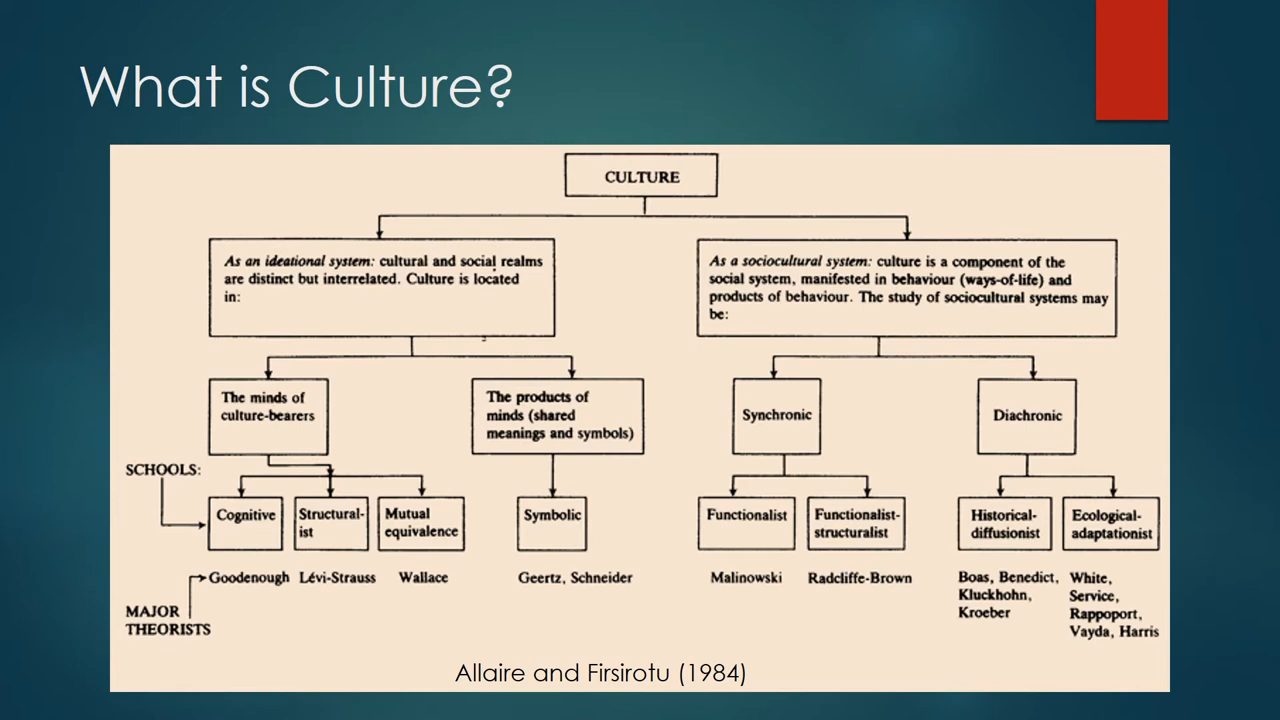 What is Culture?
CULTURE
As an ideational system: cultural and social realms
are distinct but interrelated. Culture is located
in:
As a sociocultural system: culture is a component of the
social system, manifested in behaviour (ways-of-life) and
products of behaviour. The study of sociocultural systems may
be:
The minds of
culture-bearers
The products of
minds (shared
meanings and symbols)
Synchronic
Diachronic
SCHOOLS:
Cognitive
Structural-
ist
Mutual
equivalence
Symbolic
Functionalist
Functionalist-
structuralist
Historical-
diffusionist
Ecological-
adaptationist
Goodenough
Lévi-Strauss
Wallace
Geertz, Schneider
Malinowski
Radcliffe-Brown
Boas, Benedict,
Kluckhohn,
Kroeber
White,
Service,
Rappoport,
Vayda, Harris
MAJOR
THEORISTS
Allaire and Firsirotu (1984)